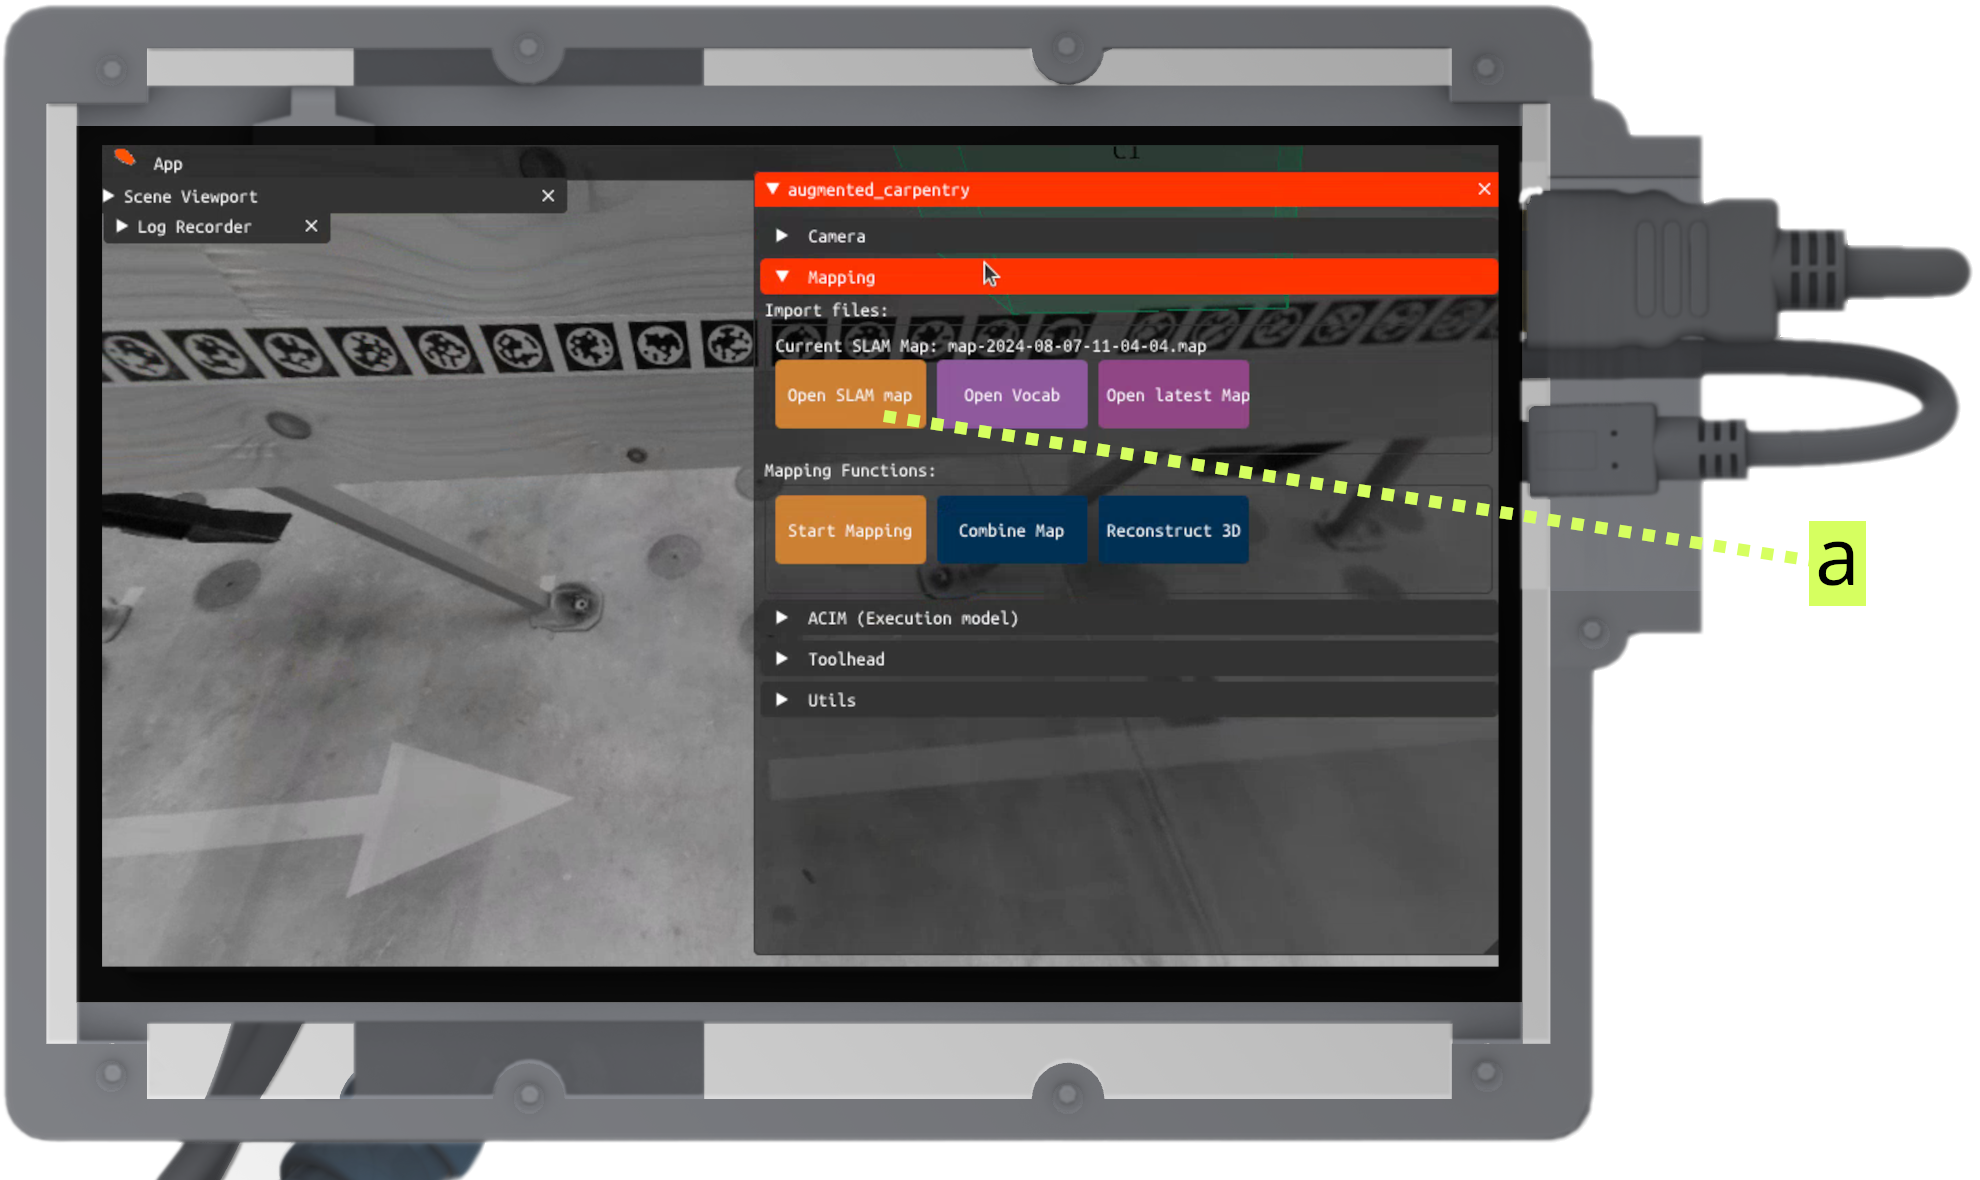 App
Scene Viewport
Log Recorder
C1
augmented_carpentry
Camera
Mapping
Import files:
Current SLAM Map: map-2024-08-07-11-04-04.map
Open SLAM map
Open Vocab
Open latest Map
Mapping Functions:
Start Mapping
Combine Map
Reconstruct 3D
a
ACIM (Execution model)
Toolhead
Utils